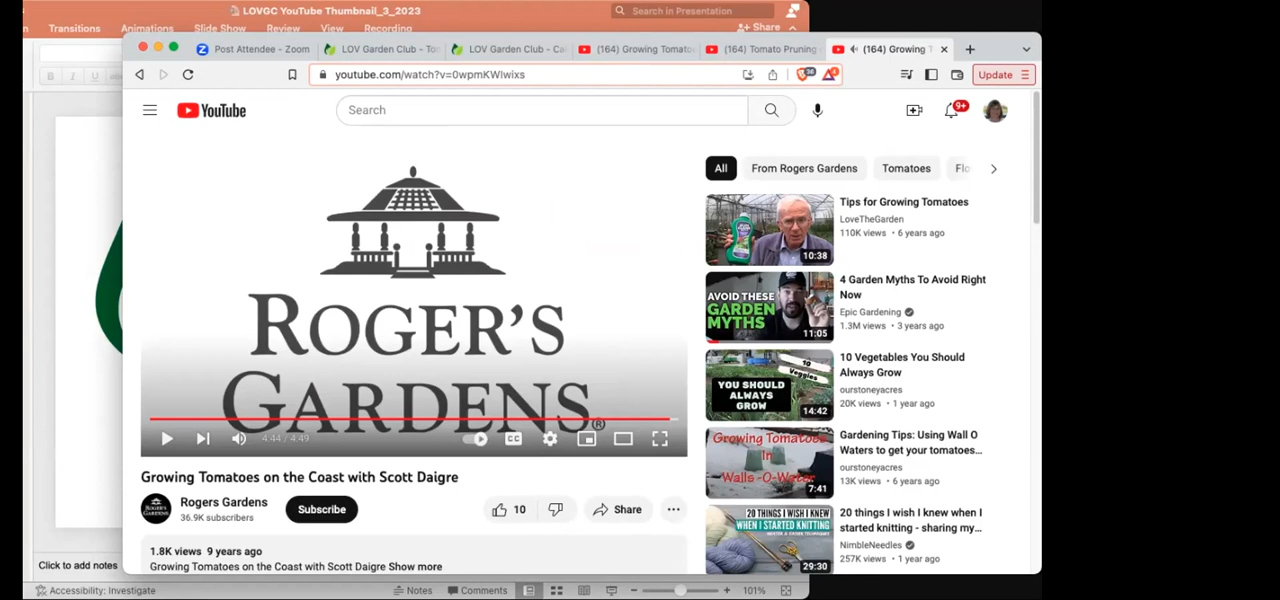 LOVGC YouTube Thumbnail_3_2023
Search in Presentation
Transitions
Animations
Slide Show
Review
View
Recording
Share
Post Attendee - Zoom
LOV Garden Club - Tom
LOV Garden Club - Ca
(164) Growing Tomato
(164) Tomato Pruning
(164) Growing T
B I U
youtube.com/watch?v=0wpmKWlwixs
Update
YouTube
Search
9+
All
From Rogers Gardens
Tomatoes
Flo
ROGER'S
GARDENS®
4:44 / 4:49
CC
Growing Tomatoes on the Coast with Scott Daigre
ROGER'S
GARDENS
Rogers Gardens
36.9K subscribers
Subscribe
10
Share
1.8K views 9 years ago
Growing Tomatoes on the Coast with Scott Daigre Show more
10:38
Tips for Growing Tomatoes
LoveTheGarden
110K views • 6 years ago
AVOID THESE
GARDEN
MYTHS
11:05
4 Garden Myths To Avoid Right
Now
Epic Gardening
1.3M views • 3 years ago
10 Veggies
YOU SHOULD
ALWAYS
GROW
14:42
10 Vegetables You Should
Always Grow
ourstoneyacres
20K views • 1 year ago
Growing Tomatoes
In
Walls-O-Water
7:41
Gardening Tips: Using Wall O
Waters to get your tomatoes...
ourstoneyacres
13K views • 6 years ago
20 THINGS I WISH I KNEW
WHEN I STARTED KNITTING
29:30
20 things I wish I knew when I
started knitting - sharing my...
NimbleNeedles
257K views • 1 year ago
Click to add notes
Accessibility: Investigate
Notes
Comments
101%